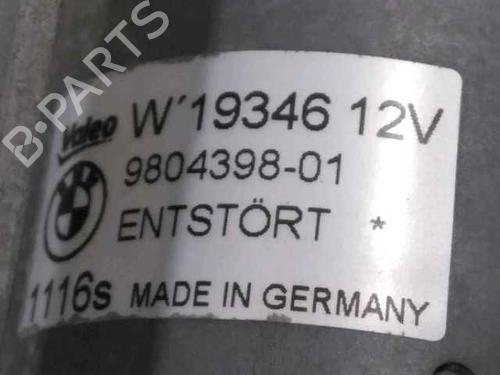 B-PARTS
Valeo W´19346 12V
9804398-01
ENTSTÖRT *
1116s MADE IN GERMANY